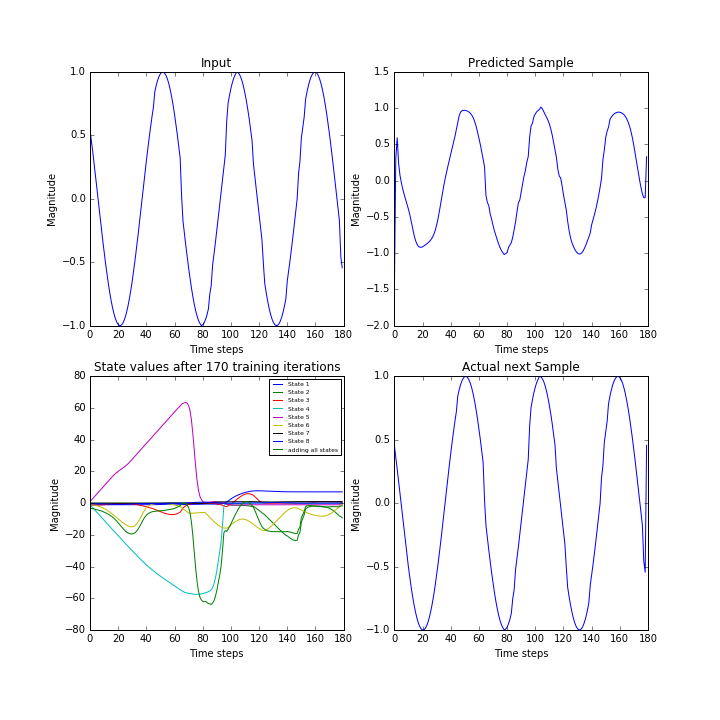 Input
1.0
0.5
0.0
−0.5
−1.0
Magnitude
0 20 40 60 80 100 120 140 160 180
Time steps
Predicted Sample
1.5
1.0
0.5
0.0
−0.5
−1.0
−1.5
−2.0
Magnitude
0 20 40 60 80 100 120 140 160 180
Time steps
State values after 170 training iterations
80
60
40
20
0
−20
−40
−60
−80
Magnitude
0 20 40 60 80 100 120 140 160 180
Time steps
State 1
State 2
State 3
State 4
State 5
State 6
State 7
State 8
adding all states
Actual next Sample
1.0
0.5
0.0
−0.5
−1.0
Magnitude
0 20 40 60 80 100 120 140 160 180
Time steps